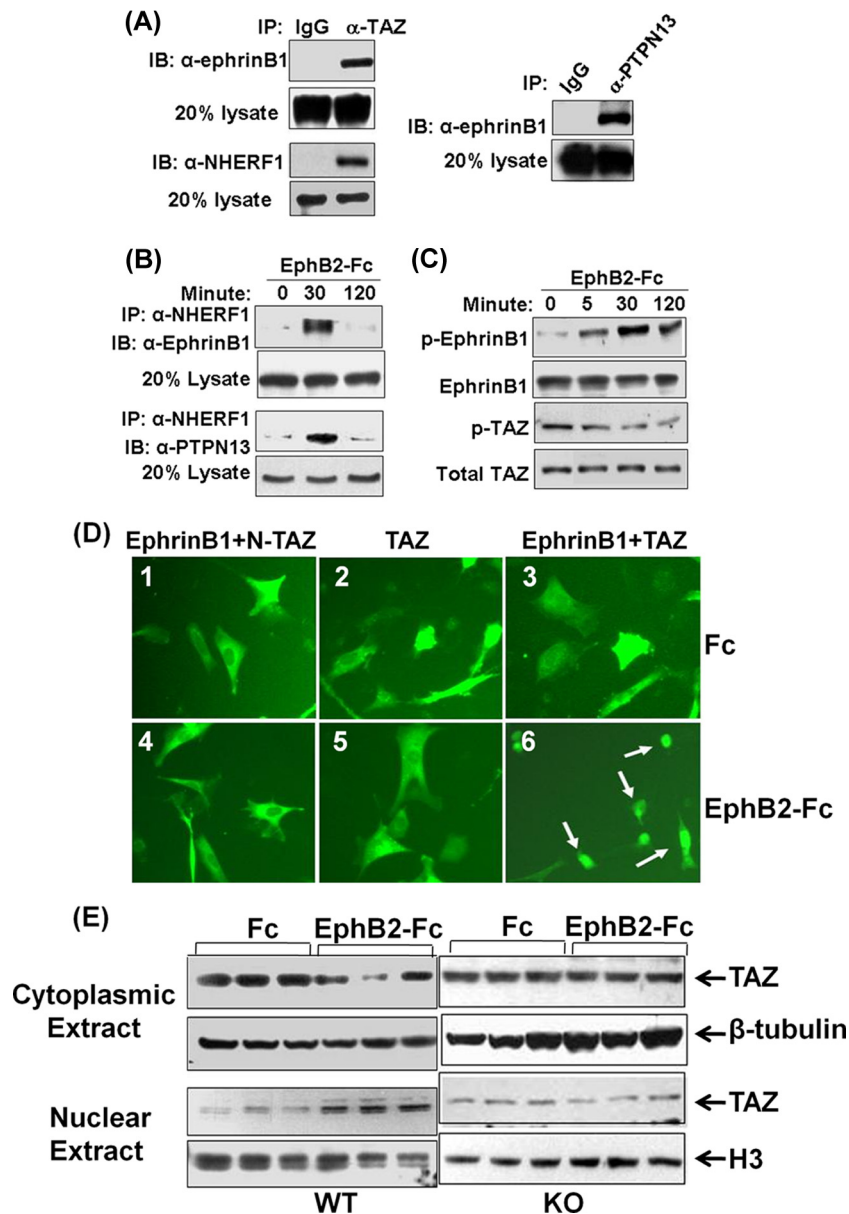 (A)
IP: IgG α-TAZ
IB: α-ephrinB1
20% lysate
IB: α-NHERF1
20% lysate
IP: IgG α-PTPN13
IB: α-ephrinB1
20% lysate
(B)
EphB2-Fc
Minute: 0 30 120
IP: α-NHERF1
IB: α-EphrinB1
20% Lysate
IP: α-NHERF1
IB: α-PTPN13
20% Lysate
(C)
EphB2-Fc
Minute: 0 5 30 120
p-EphrinB1
EphrinB1
p-TAZ
Total TAZ
(D)
EphrinB1+N-TAZ TAZ EphrinB1+TAZ
1 2 3 Fc
4 5 6 EphB2-Fc
(E)
Fc EphB2-Fc Fc EphB2-Fc
Cytoplasmic
Extract
TAZ
β-tubulin
Nuclear
Extract
TAZ
H3
WT KO